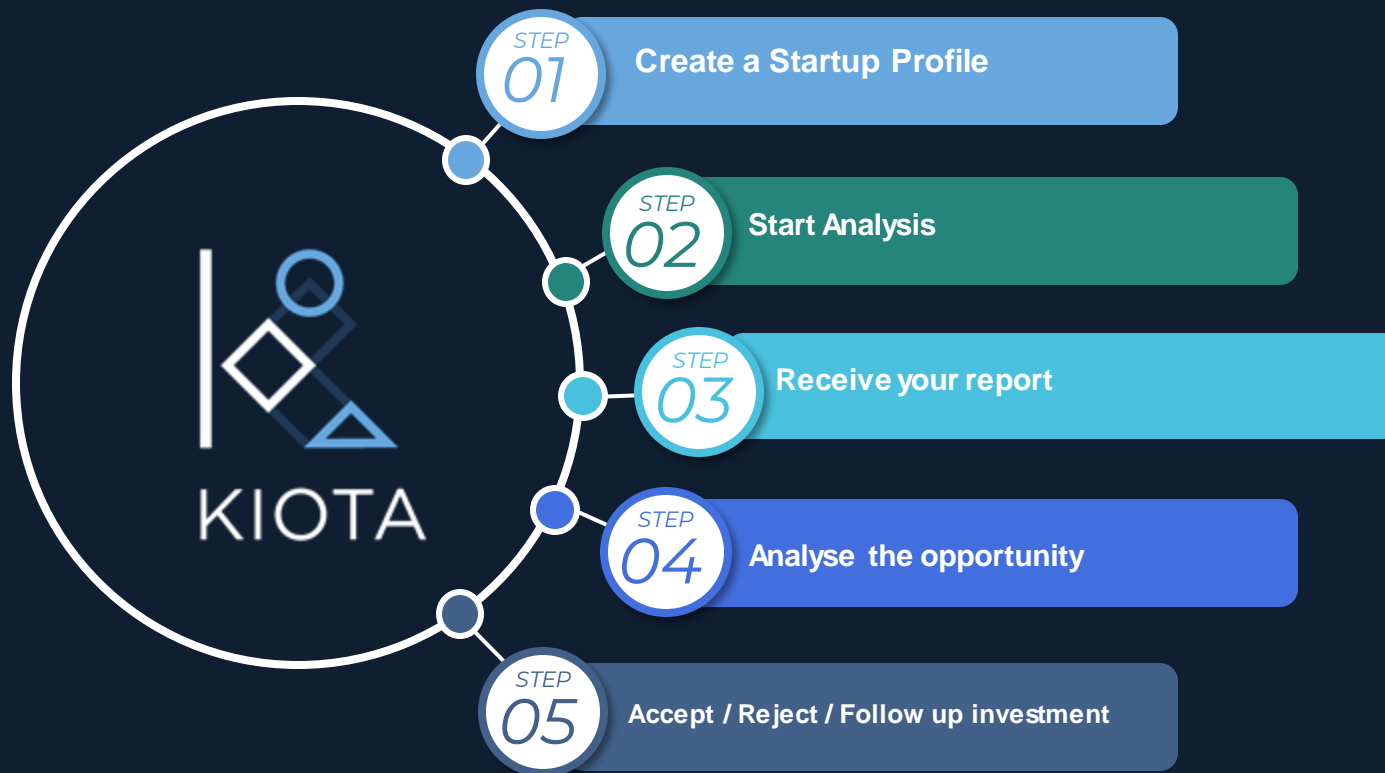 STEP
01
Create a Startup Profile
STEP
02
Start Analysis
STEP
03
Receive your report
STEP
04
Analyse the opportunity
STEP
05
Accept / Reject / Follow up investment
KIOTA